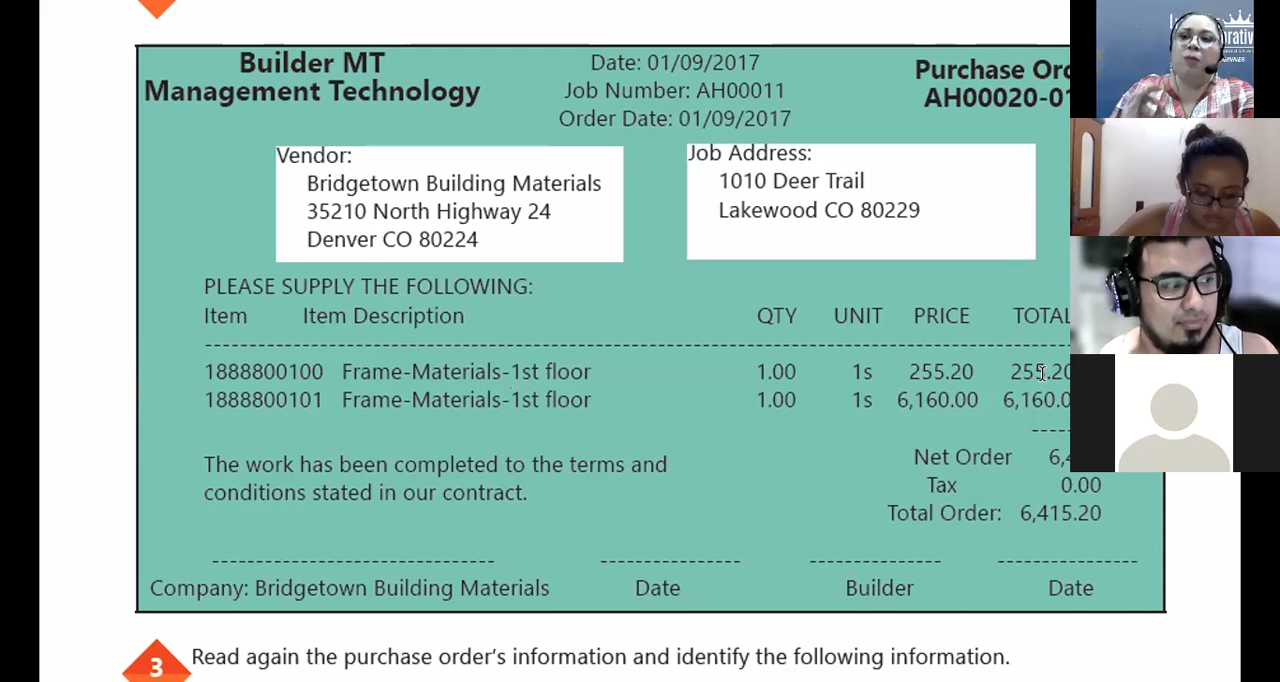 Builder MT
Management Technology
Date: 01/09/2017
Job Number: AH00011
Order Date: 01/09/2017
Purchase
AH00020-01
Vendor:
Bridgetown Building Materials
35210 North Highway 24
Denver CO 80224
Job Address:
1010 Deer Trail
Lakewood CO 80229
PLEASE SUPPLY THE FOLLOWING:
Item Item Description QTY UNIT PRICE TOTAL
1888800100 Frame-Materials-1st floor 1.00 1s 255.20 255.20
1888800101 Frame-Materials-1st floor 1.00 1s 6,160.00 6,160.0
The work has been completed to the terms and
conditions stated in our contract.
Net Order
Tax 0.00
Total Order: 6,415.20
Company: Bridgetown Building Materials Date Builder Date
3 Read again the purchase order's information and identify the following information.